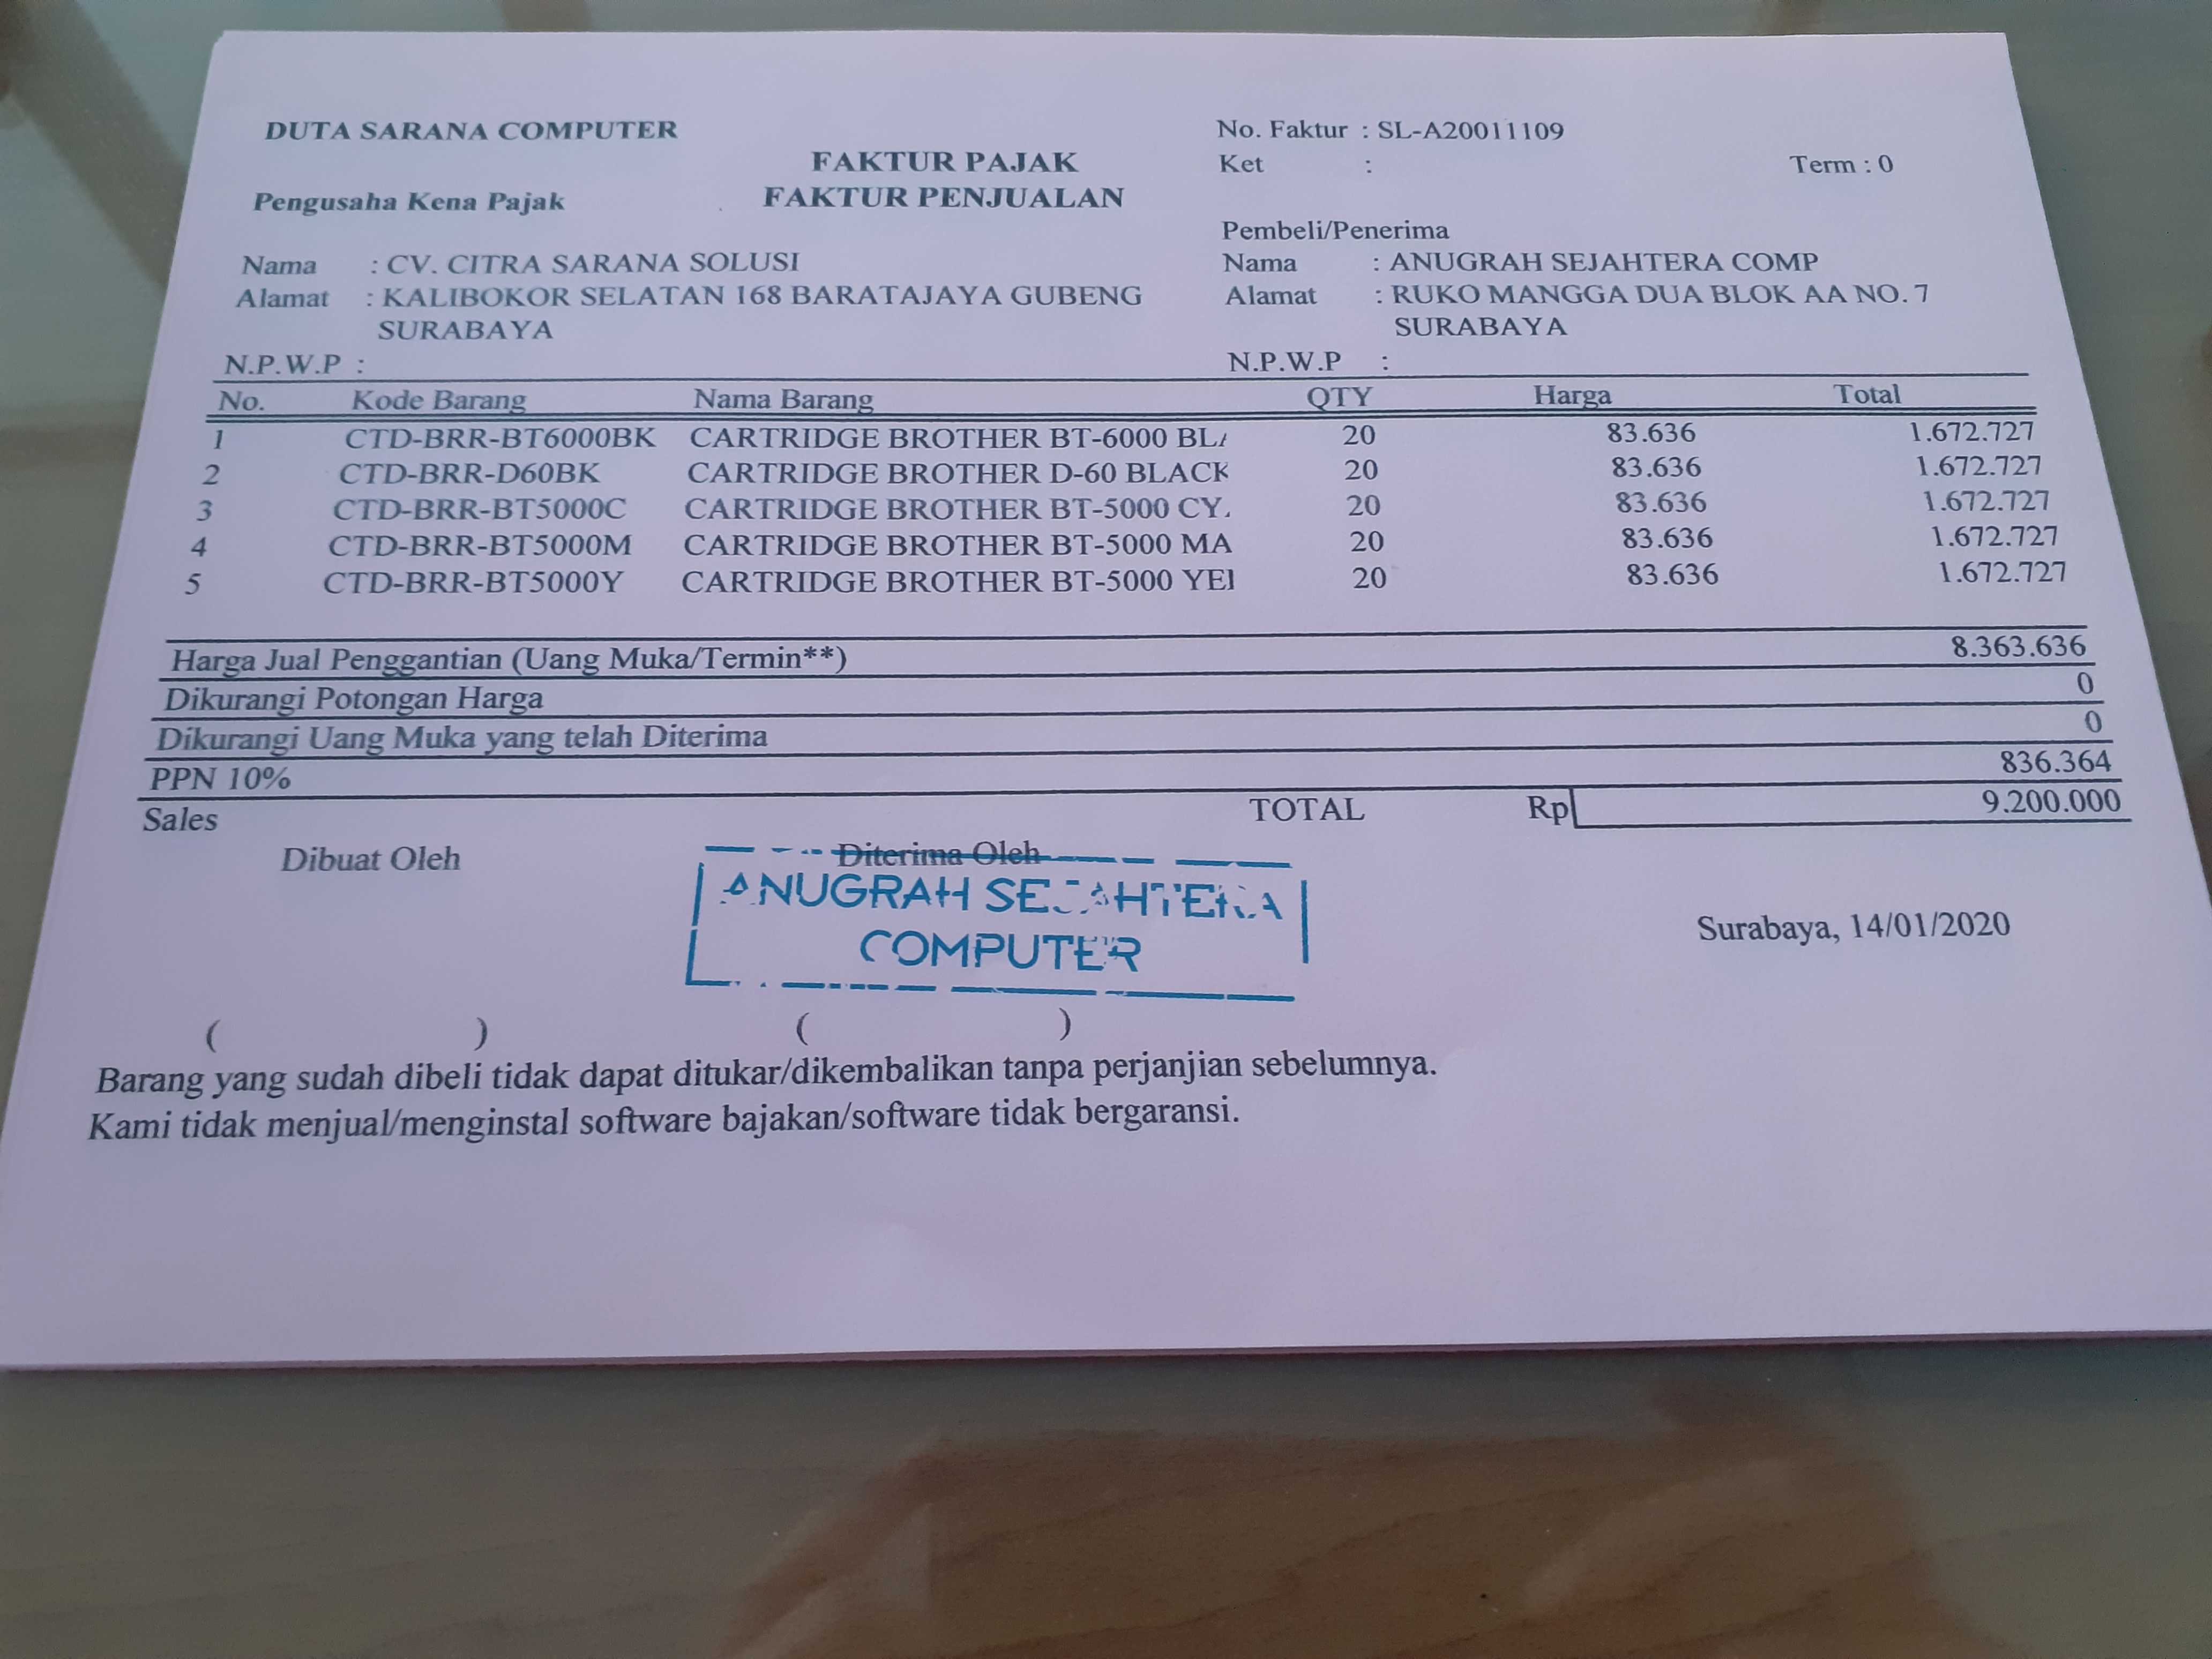 DUTA SARANA COMPUTER
No. Faktur : SL-A20011109
FAKTUR PAJAK
Ket : Term : 0
Pengusaha Kena Pajak
FAKTUR PENJUALAN
Pembeli/Penerima
Nama : CV. CITRA SARANA SOLUSI
Nama : ANUGRAH SEJAHTERA COMP
Alamat : KALIBOKOR SELATAN 168 BARATAJAYA GUBENG
SURABAYA
Alamat : RUKO MANGGA DUA BLOK AA NO. 7
SURABAYA
N.P.W.P :
N.P.W.P :
No. Kode Barang Nama Barang QTY Harga Total
1 CTD-BRR-BT6000BK CARTRIDGE BROTHER BT-6000 BLA 20 83.636 1.672.727
2 CTD-BRR-D60BK CARTRIDGE BROTHER D-60 BLACK 20 83.636 1.672.727
3 CTD-BRR-BT5000C CARTRIDGE BROTHER BT-5000 CY 20 83.636 1.672.727
4 CTD-BRR-BT5000M CARTRIDGE BROTHER BT-5000 MA 20 83.636 1.672.727
5 CTD-BRR-BT5000Y CARTRIDGE BROTHER BT-5000 YEl 20 83.636 1.672.727
Harga Jual Penggantian (Uang Muka/Termin**) 8.363.636
Dikurangi Potongan Harga 0
Dikurangi Uang Muka yang telah Diterima 0
PPN 10% 836.364
Sales TOTAL Rp 9.200.000
Dibuat Oleh Diterima Oleh
ANUGRAH SEJAHTERA
COMPUTER
Surabaya, 14/01/2020
( ) ( )
Barang yang sudah dibeli tidak dapat ditukar/dikembalikan tanpa perjanjian sebelumnya.
Kami tidak menjual/menginstal software bajakan/software tidak bergaransi.